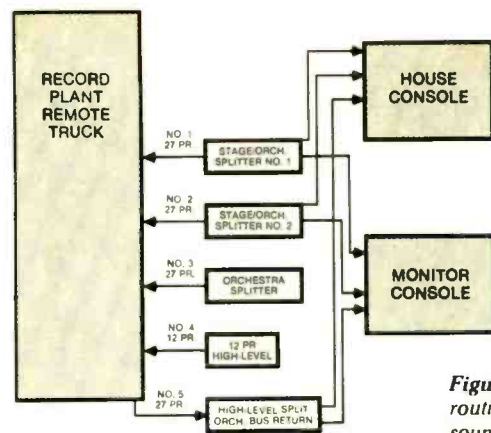 RECORD
PLANT
REMOTE
TRUCK
HOUSE
CONSOLE
NO. 1
27 PR
STAGE/ORCH.
SPLITTER NO. 1
NO. 2
27 PR
STAGE/ORCH.
SPLITTER NO. 2
NO. 3
27 PR
ORCHESTRA
SPLITTER
MONITOR
CONSOLE
NO. 4
12 PR
12 PR
HIGH-LEVEL
NO. 5
27 PR
HIGH-LEVEL SPLIT
ORCH. BUS RETURN
Figu
rout
soun